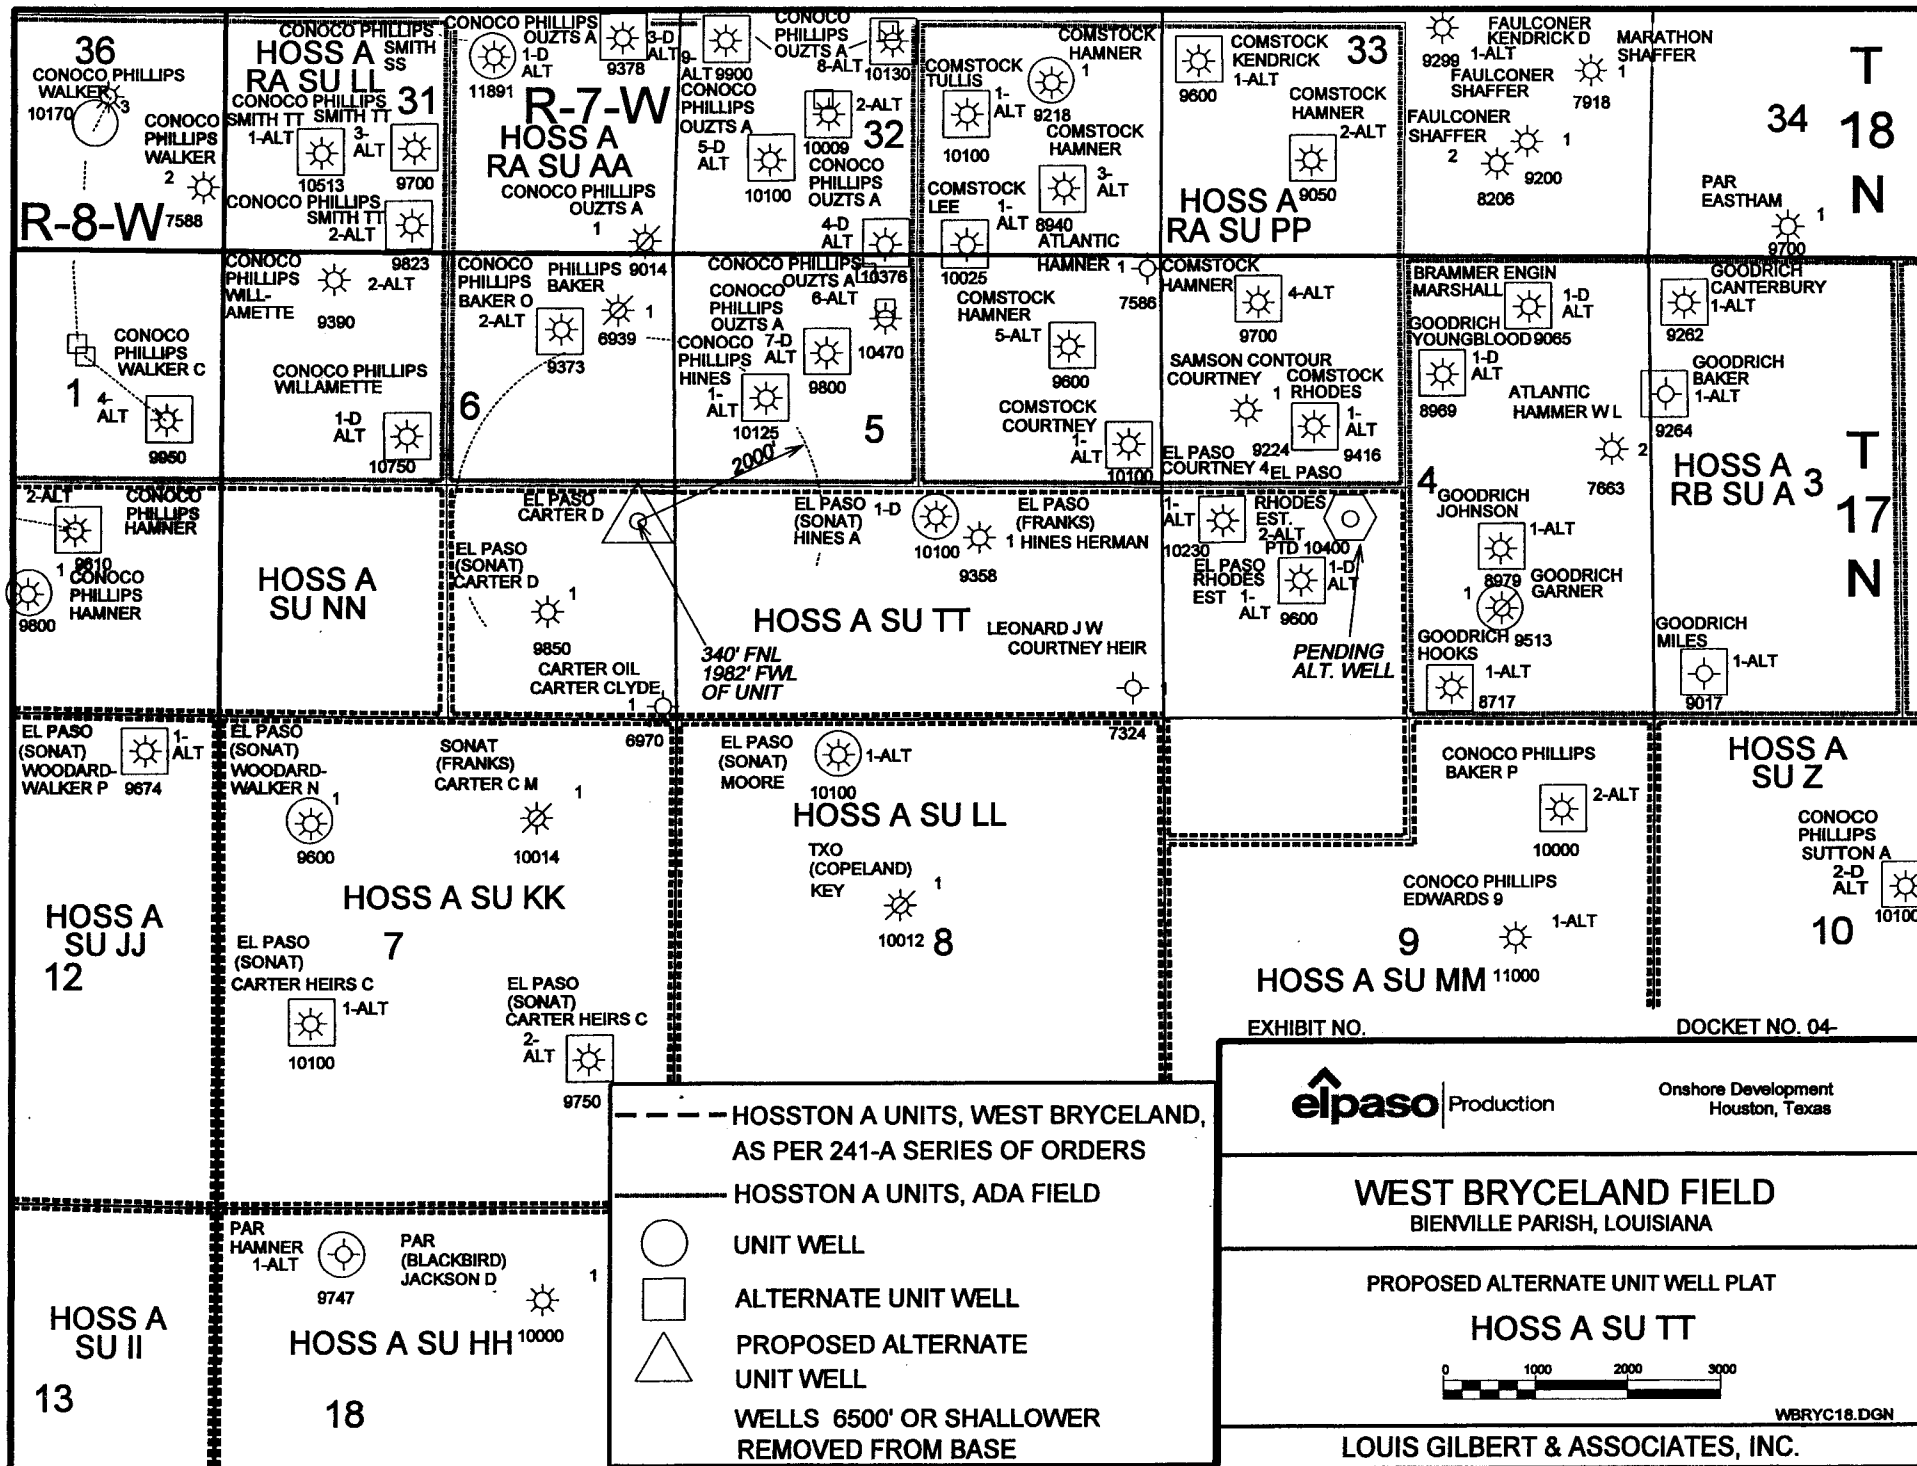 36
CONOCO PHILLIPS
WALKER
10170
3
CONOCO
PHILLIPS
WALKER
2
7588
R-8-W
CONOCO PHILLIPS
SMITH
SS
HOSS A
RA SU LL
31
CONOCO PHILLIPS
SMITH TT
SMITH TT
1-ALT
3-
ALT
10513
9700
CONOCO PHILLIPS
SMITH TT
2-ALT
9823
CONOCO PHILLIPS
OUZTS A
1-D
ALT
11891
3-D
ALT
9378
R-7-W
HOSS A
RA SU AA
CONOCO PHILLIPS
OUZTS A
1
9014
9-
ALT
9900
CONOCO
PHILLIPS
OUZTS A
8-ALT
10130
CONOCO
PHILLIPS
OUZTS A
5-D
ALT
10100
2-ALT
10009
32
CONOCO
PHILLIPS
OUZTS A
4-D
ALT
10376
COMSTOCK
TULLIS
1-
ALT
10100
COMSTOCK
HAMNER
1
9218
COMSTOCK
HAMNER
3-
ALT
8940
COMSTOCK
LEE
1-
ALT
10025
ATLANTIC
HAMNER
1
7586
COMSTOCK
KENDRICK
1-ALT
9600
33
COMSTOCK
HAMNER
2-ALT
9050
HOSS A
RA SU PP
FAULCONER
KENDRICK D
1-ALT
9299
MARATHON
SHAFFER
1
7918
FAULCONER
SHAFFER
1
9200
FAULCONER
SHAFFER
2
8206
34
PAR
EASTHAM
1
9700
T
18
N
CONOCO
PHILLIPS
WALKER C
1
4-
ALT
9950
CONOCO
PHILLIPS
WILL-
AMETTE
2-ALT
9390
CONOCO PHILLIPS
WILLAMETTE
1-D
ALT
10750
CONOCO
PHILLIPS
BAKER O
2-ALT
9373
PHILLIPS
BAKER
1
6939
6
CONOCO PHILLIPS
OUZTS A
6-ALT
10470
CONOCO
PHILLIPS
OUZTS A
7-D
ALT
9800
CONOCO
PHILLIPS
HINES
1-
ALT
10125
5
2000'
COMSTOCK
HAMNER
5-ALT
9600
COMSTOCK
COURTNEY
1-
ALT
10100
COMSTOCK
HAMNER
4-ALT
9700
SAMSON CONTOUR
COURTNEY
1
9224
COMSTOCK
RHODES
1-
ALT
9416
BRAMMER ENGIN
MARSHALL
1-D
ALT
9065
GOODRICH
YOUNGBLOOD
1-D
ALT
8969
ATLANTIC
HAMMER W L
2
7663
4
GOODRICH
CANTERBURY
1-ALT
9262
GOODRICH
BAKER
1-ALT
9264
HOSS A
RB SU A
3
T
17
N
2-ALT
CONOCO
PHILLIPS
HAMNER
9610
1
CONOCO
PHILLIPS
HAMNER
9800
HOSS A
SU NN
EL PASO
CARTER D
EL PASO
(SONAT)
CARTER D
1
9850
CARTER OIL
CARTER CLYDE
1
6970
340' FNL
1982' FWL
OF UNIT
EL PASO
(SONAT)
HINES A
1-D
10100
EL PASO
(FRANKS)
1 HINES HERMAN
9358
HOSS A SU TT
LEONARD J W
COURTNEY HEIR
7324
EL PASO
COURTNEY 4
1-
ALT
10230
EL PASO
RHODES
EST.
2-ALT
PTD 10400
EL PASO
RHODES
EST
1-
ALT
1-D
ALT
9600
PENDING
ALT. WELL
GOODRICH
JOHNSON
1-ALT
8979
GOODRICH
GARNER
1
9513
GOODRICH
HOOKS
1-ALT
8717
GOODRICH
MILES
1-ALT
9017
EL PASO
(SONAT)
WOODARD-
WALKER P
1-
ALT
9674
HOSS A
SU JJ
12
EL PASO
(SONAT)
WOODARD-
WALKER N
1
9600
SONAT
(FRANKS)
CARTER C M
1
10014
HOSS A SU KK
7
EL PASO
(SONAT)
CARTER HEIRS C
1-ALT
10100
EL PASO
(SONAT)
CARTER HEIRS C
2-
ALT
9750
EL PASO
(SONAT)
MOORE
1-ALT
10100
HOSS A SU LL
TXO
(COPELAND)
KEY
1
10012
8
CONOCO PHILLIPS
BAKER P
2-ALT
10000
CONOCO PHILLIPS
EDWARDS 9
1-ALT
11000
9
HOSS A SU MM
HOSS A
SU Z
CONOCO
PHILLIPS
SUTTON A
2-D
ALT
10100
10
HOSS A
SU II
13
PAR
HAMNER
1-ALT
9747
PAR
(BLACKBIRD)
JACKSON D
1
10000
HOSS A SU HH
18
HOSSTON A UNITS, WEST BRYCELAND,
AS PER 241-A SERIES OF ORDERS
HOSSTON A UNITS, ADA FIELD
UNIT WELL
ALTERNATE UNIT WELL
PROPOSED ALTERNATE
UNIT WELL
WELLS 6500' OR SHALLOWER
REMOVED FROM BASE
EXHIBIT NO.
DOCKET NO. 04-
elpaso Production
Onshore Development
Houston, Texas
WEST BRYCELAND FIELD
BIENVILLE PARISH, LOUISIANA
PROPOSED ALTERNATE UNIT WELL PLAT
HOSS A SU TT
0 1000 2000 3000
WBRYC18.DGN
LOUIS GILBERT & ASSOCIATES, INC.